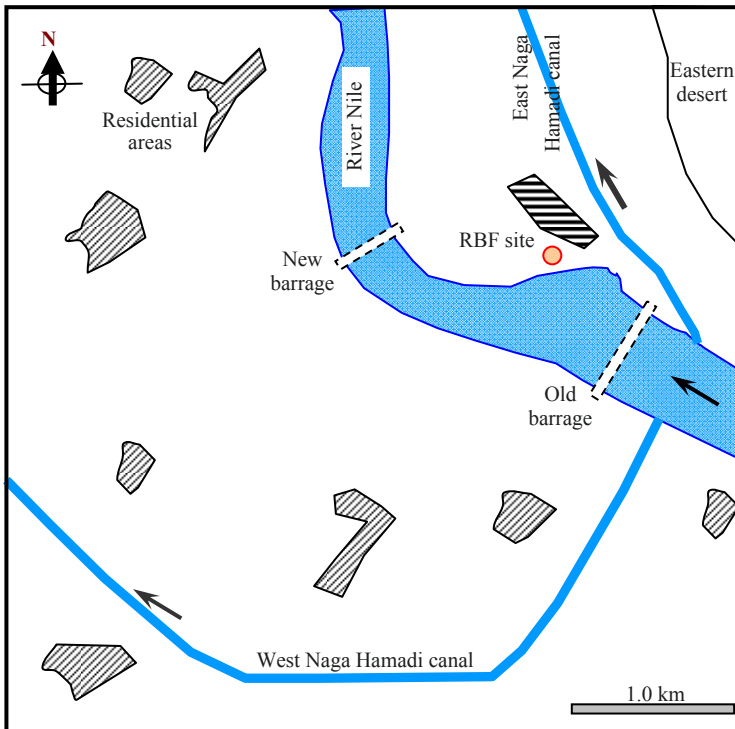 N
Residential
areas
River Nile
East Naga
Hamadi canal
Eastern
desert
RBF site
New
barrage
Old
barrage
West Naga Hamadi canal
1.0 km